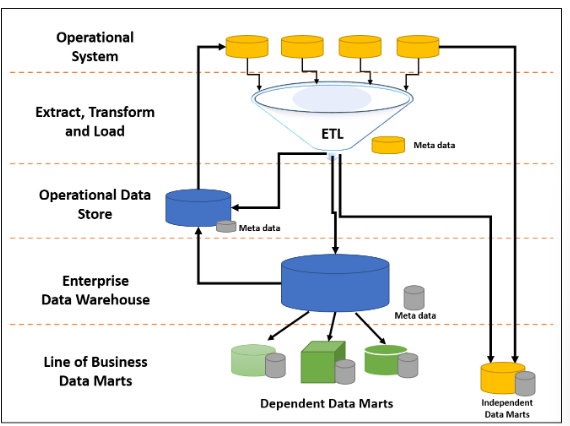 Operational
System
Extract, Transform
and Load
ETL
Meta data
Operational Data
Store
Meta data
Enterprise
Data Warehouse
Meta data
Line of Business
Data Marts
Dependent Data Marts
Independent
Data Marts